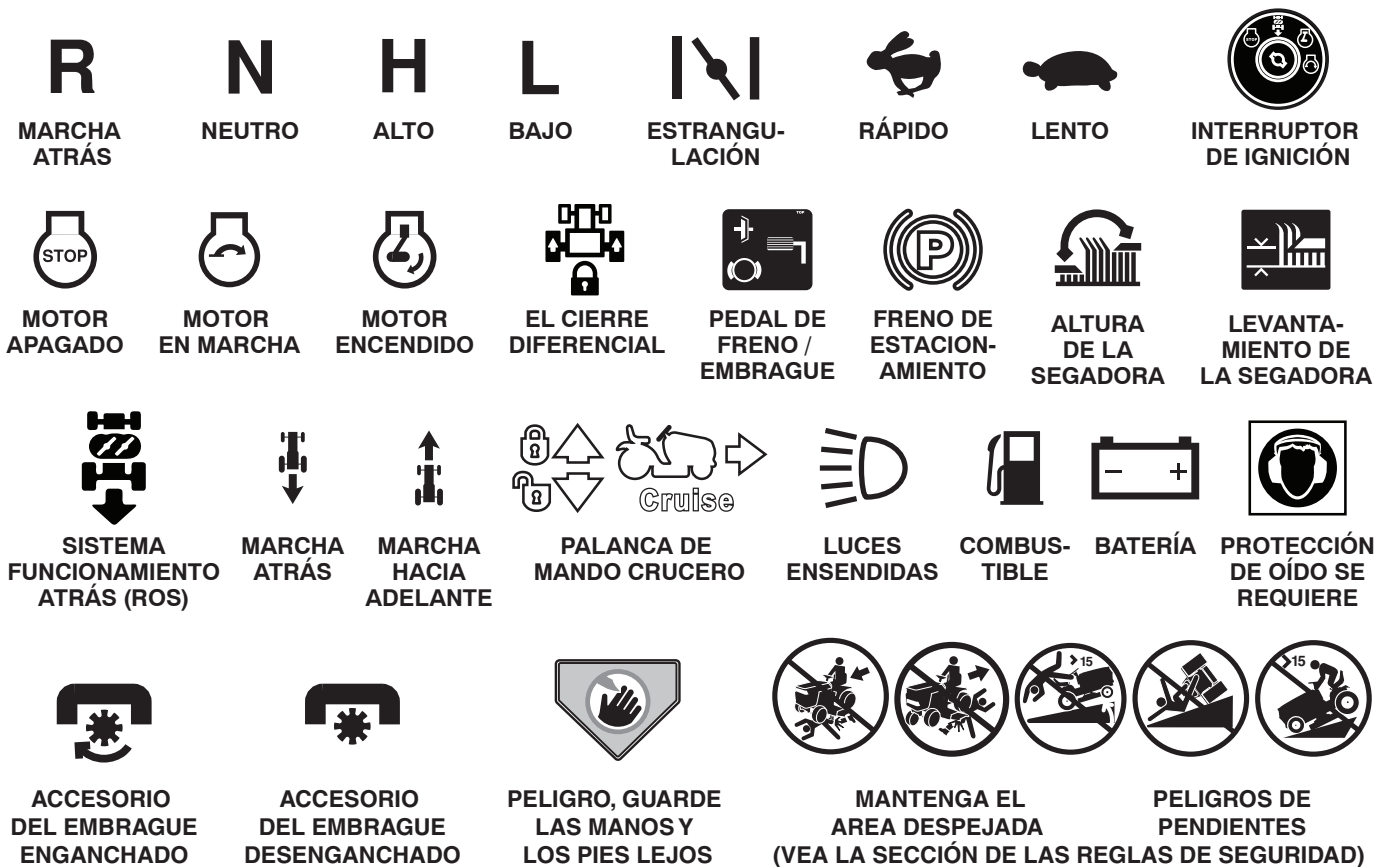 R N H L
MARCHA NEUTRO ALTO BAJO ESTRANGU- RÁPIDO LENTO INTERRUPTOR
ATRÁS LACIÓN DE IGNICIÓN
STOP
STOP
TOP
P
MOTOR MOTOR MOTOR EL CIERRE PEDAL DE FRENO DE ALTURA LEVANTA-
APAGADO EN MARCHA ENCENDIDO DIFERENCIAL FRENO / ESTACION- DE LA MIENTO DE
EMBRAGUE AMIENTO SEGADORA LA SEGADORA
Cruise
- +
SISTEMA MARCHA MARCHA PALANCA DE LUCES COMBUS- BATERÍA PROTECCIÓN
FUNCIONAMIENTO ATRÁS HACIA MANDO CRUCERO ENSENDIDAS TIBLE DE OÍDO SE
ATRÁS (ROS) ADELANTE REQUIERE
15 15
ACCESORIO ACCESORIO PELIGRO, GUARDE MANTENGA EL PELIGROS DE
DEL EMBRAGUE DEL EMBRAGUE LAS MANOS Y AREA DESPEJADA PENDIENTES
ENGANCHADO DESENGANCHADO LOS PIES LEJOS (VEA LA SECCIÓN DE LAS REGLAS DE SEGURIDAD)